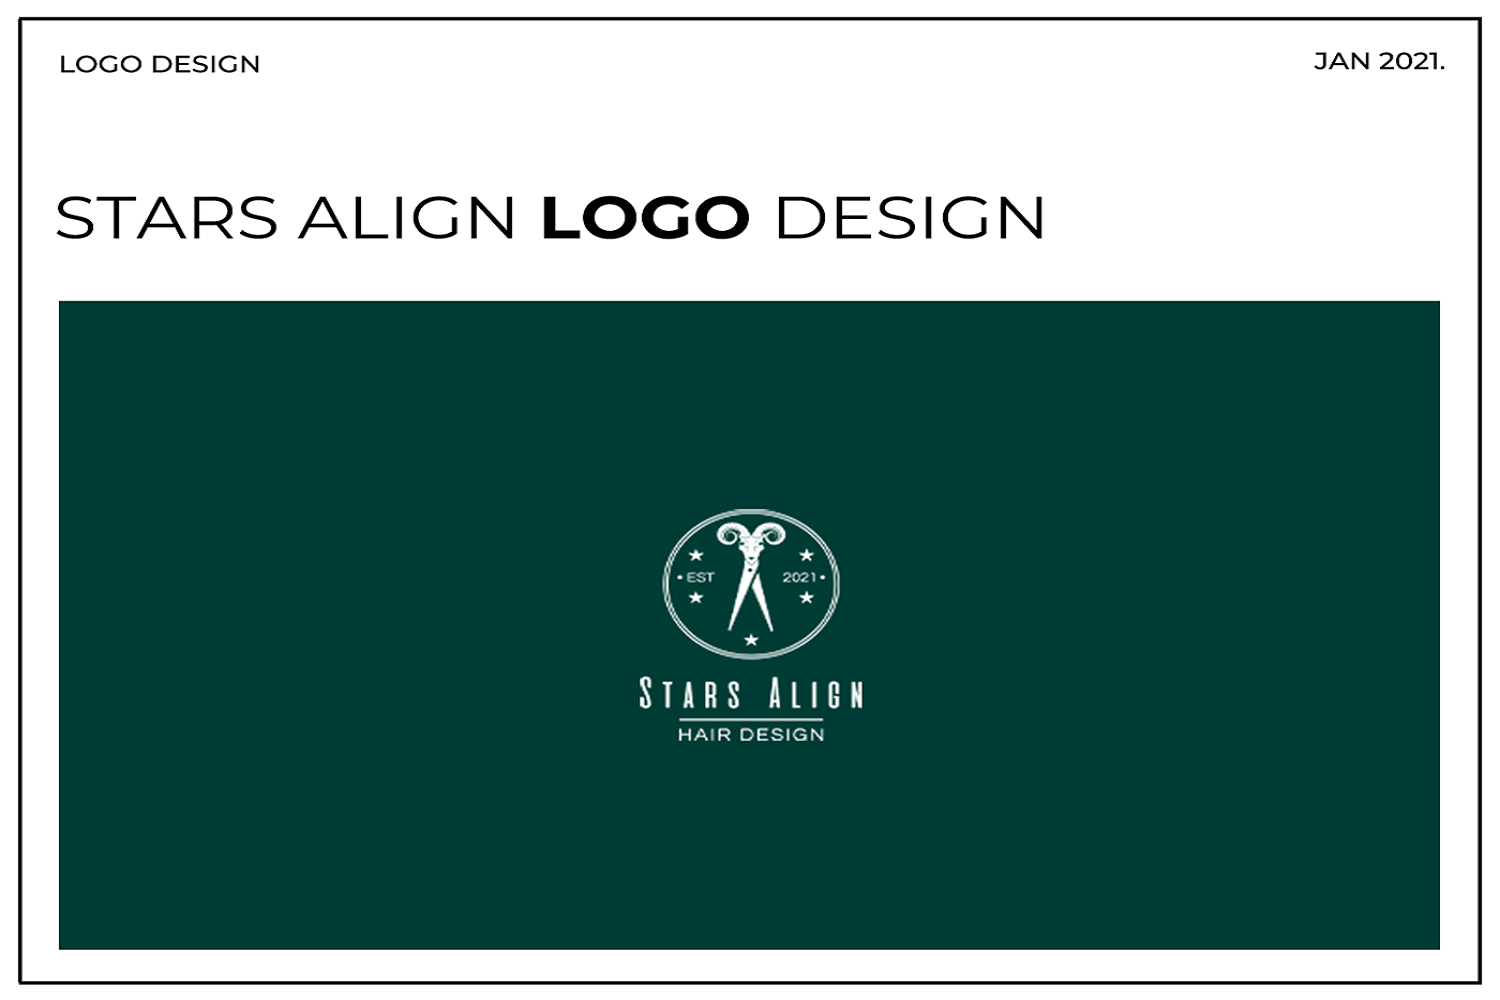 LOGO DESIGN
JAN 2021.
STARS ALIGN LOGO DESIGN
• EST 2021 •
STARS ALIGN
HAIR DESIGN